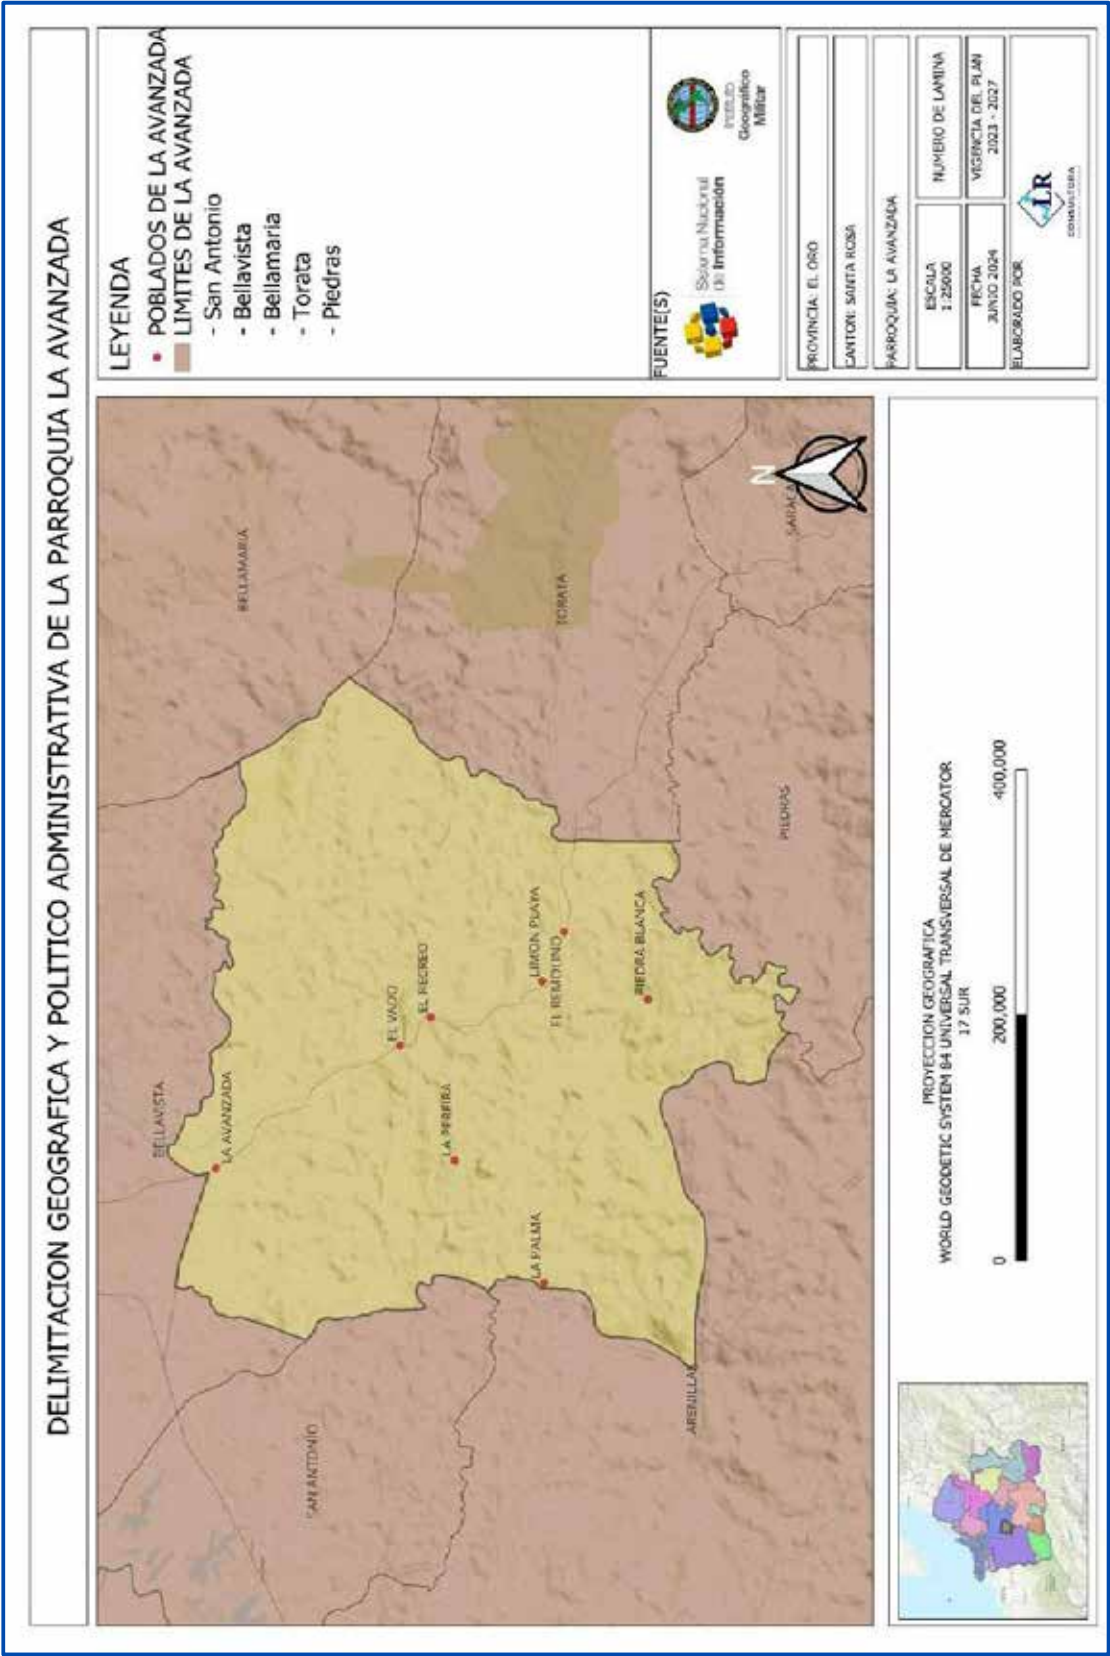 DELIMITACION GEOGRAFICA Y POLITICO ADMINISTRATIVA DE LA PARROQUIA LA AVANZADA
BELLAVISTA
LA AVANZADA
BELLAMARIA
SAN ANTONIO
EL VADO
EL RECREO
LA PEREIRA
LA PALMA
LIMON PLAYA
EL REMOLINO
TORATA
PIEDRA BLANCA
ARENILLAS
PIEDRAS
N
LEYENDA
POBLADOS DE LA AVANZADA
LIMITES DE LA AVANZADA
- San Antonio
- Bellavista
- Bellamaria
- Torata
- Piedras
FUENTE(S)
Sistema Nacional
de Información
Instituto
Geográfico
Militar
PROVINCIA: EL ORO
CANTON: SANTA ROSA
PARROQUIA: LA AVANZADA
ESCALA
1:25000
NUMERO DE LAMINA
FECHA
JUNIO 2024
VIGENCIA DEL PLAN
2023 - 2027
ELABORADO POR
LR
CONSULTORA
PROYECCION GEOGRAFICA
WORLD GEODETIC SYSTEM 84 UNIVERSAL TRANSVERSAL DE MERCATOR
17 SUR
0
200,000
400,000